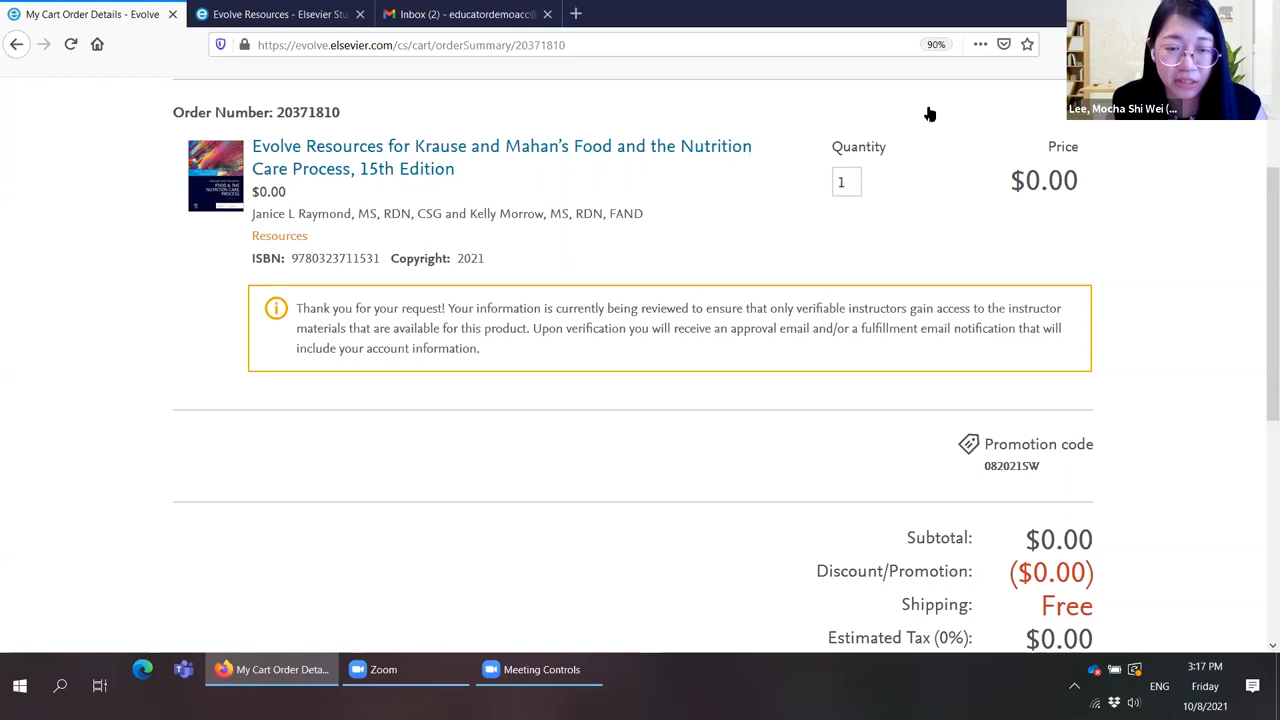 My Cart Order Details - Evolve
Evolve Resources - Elsevier Stu
Inbox (2) - educatordemoacc@
https://evolve.elsevier.com/cs/cart/orderSummary/20371810
90%
Lee, Mocha Shi Wei (...
Order Number: 20371810
Evolve Resources for Krause and Mahan's Food and the Nutrition
Care Process, 15th Edition
Quantity
Price
1
$0.00
$0.00
Janice L Raymond, MS, RDN, CSG and Kelly Morrow, MS, RDN, FAND
Resources
ISBN: 9780323711531 Copyright: 2021
Thank you for your request! Your information is currently being reviewed to ensure that only verifiable instructors gain access to the instructor
materials that are available for this product. Upon verification you will receive an approval email and/or a fulfillment email notification that will
include your account information.
Promotion code
082021SW
Subtotal: $0.00
Discount/Promotion: ($0.00)
Shipping: Free
Estimated Tax (0%): $0.00
My Cart Order Deta...
Zoom
Meeting Controls
ENG
3:17 PM
Friday
10/8/2021